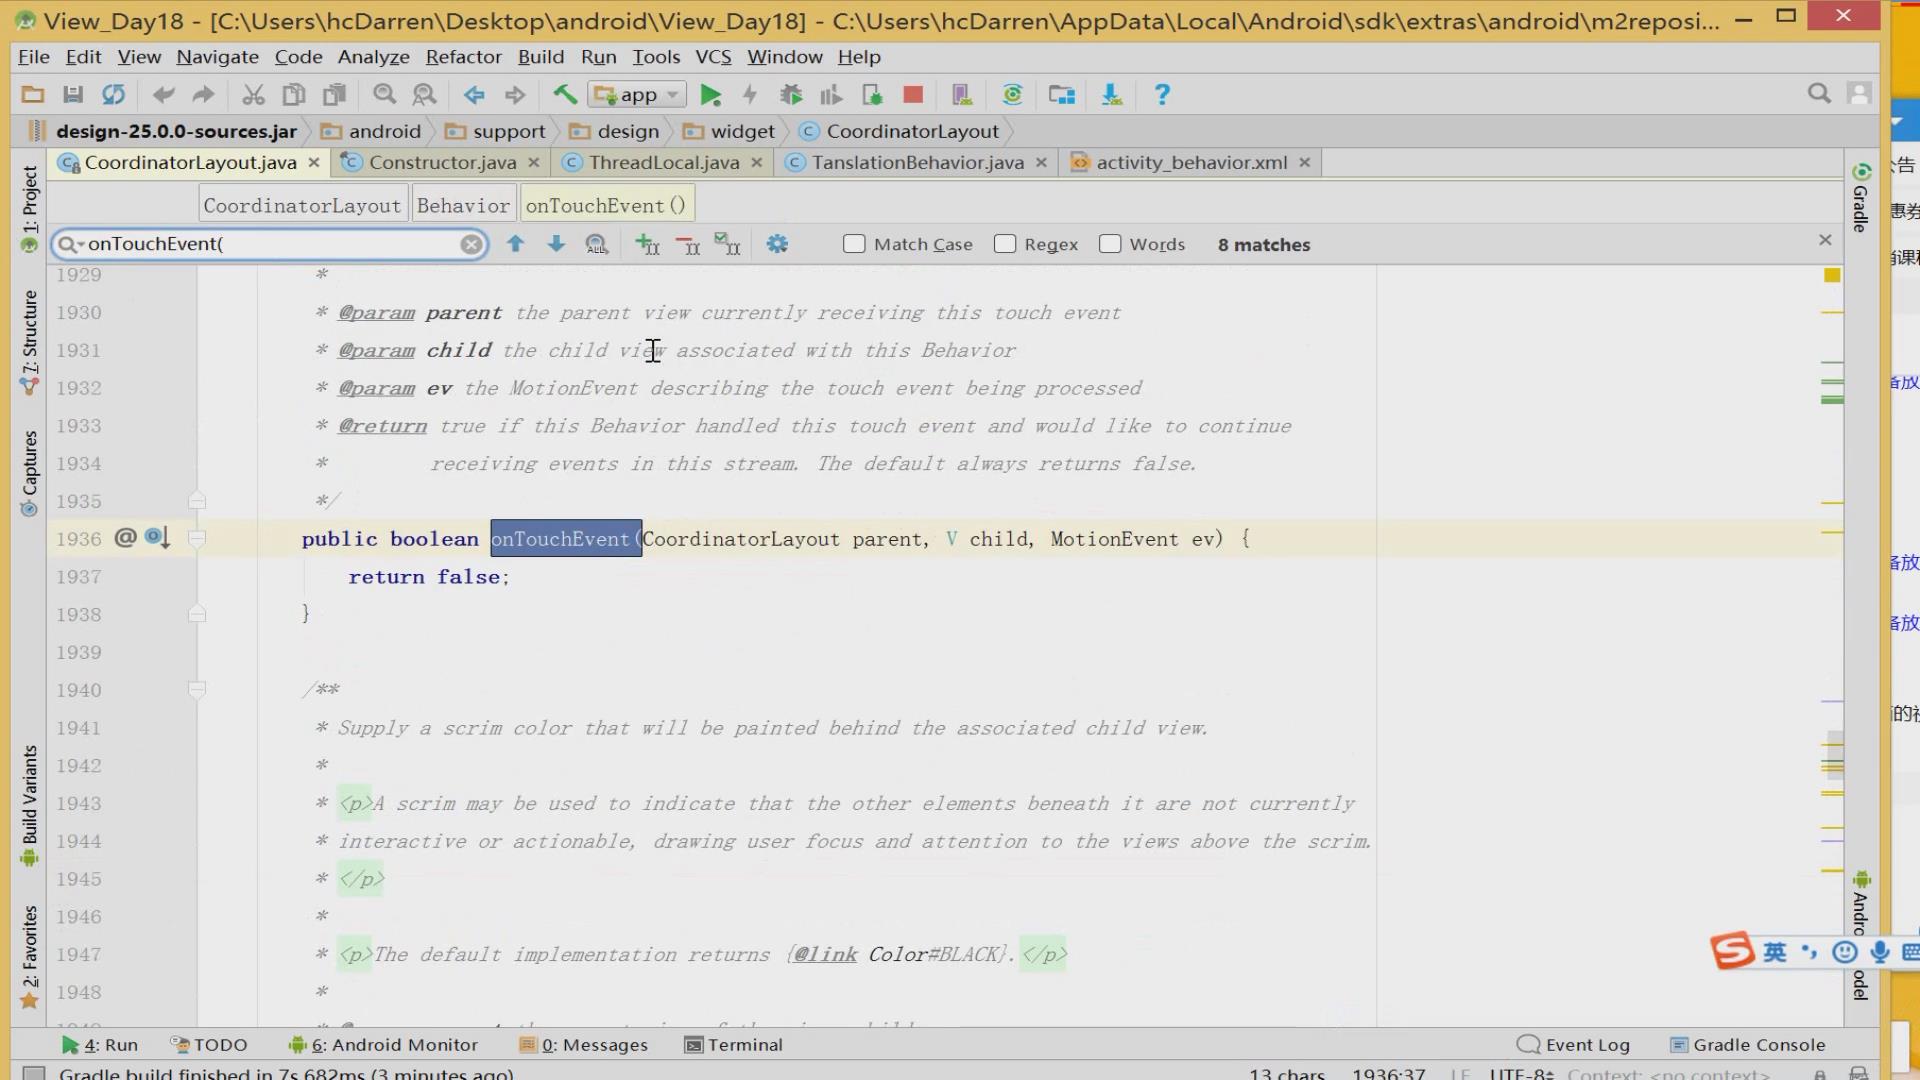 View_Day18 - [C:\Users\hcDarren\Desktop\android\View_Day18] - C:\Users\hcDarren\AppData\Local\Android\sdk\extras\android\m2reposi...
File Edit View Navigate Code Analyze Refactor Build Run Tools VCS Window Help
app
design-25.0.0-sources.jar android support design widget CoordinatorLayout
CoordinatorLayout.java Constructor.java ThreadLocal.java TanslationBehavior.java activity_behavior.xml
CoordinatorLayout Behavior onTouchEvent()
onTouchEvent( Match Case Regex Words 8 matches
1929 *
1930 * @param parent the parent view currently receiving this touch event
1931 * @param child the child view associated with this Behavior
1932 * @param ev the MotionEvent describing the touch event being processed
1933 * @return true if this Behavior handled this touch event and would like to continue
1934 * receiving events in this stream. The default always returns false.
1935 */
1936 public boolean onTouchEvent(CoordinatorLayout parent, V child, MotionEvent ev) {
1937 return false;
1938 }
1939
1940 /**
1941 * Supply a scrim color that will be painted behind the associated child view.
1942 *
1943 * <p>A scrim may be used to indicate that the other elements beneath it are not currently
1944 * interactive or actionable, drawing user focus and attention to the views above the scrim.
1945 * </p>
1946 *
1947 * <p>The default implementation returns {@link Color#BLACK}.</p>
1948 *
1: Project
7: Structure
Captures
Build Variants
2: Favorites
Gradle
公告
惠券
备放
备放
备放
英
4: Run TODO 6: Android Monitor 0: Messages Terminal Event Log Gradle Console
Gradle build finished in 7s 682ms (3 minutes ago) 13 chars 1936:37 LF UTF-8 Context: <no context>